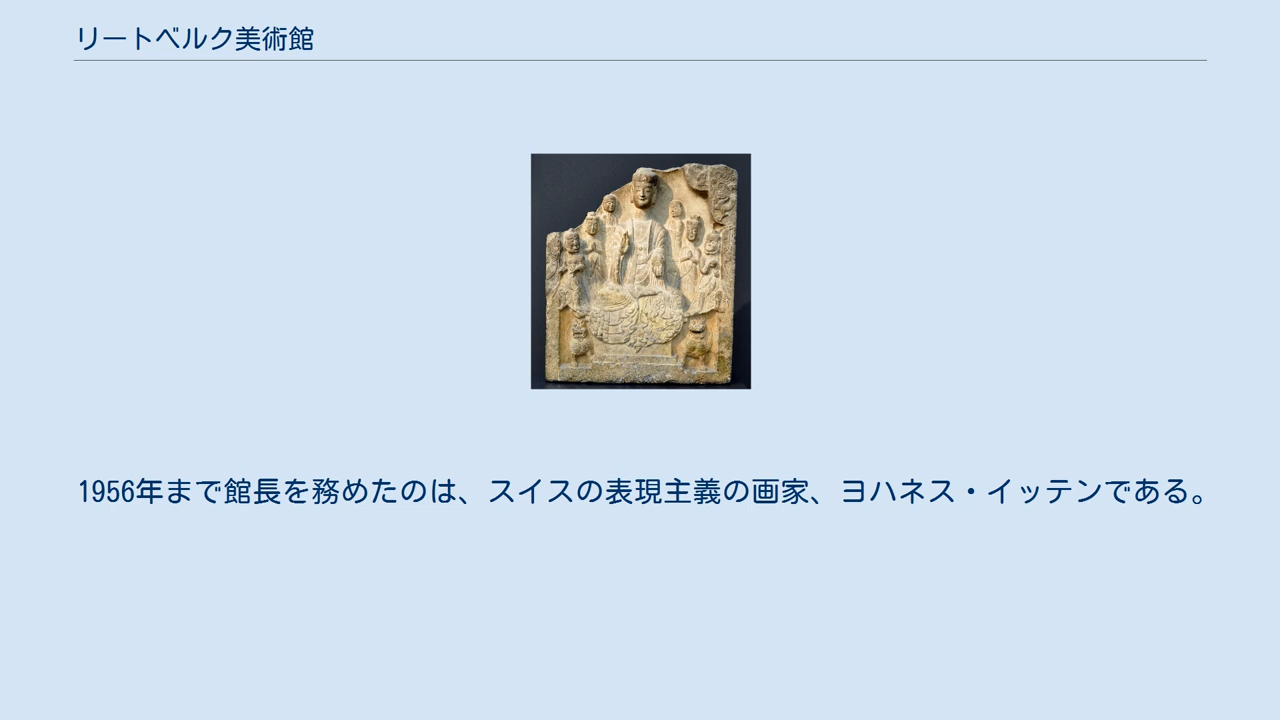 リートベルク美術館
1956年まで館長を務めたのは、スイスの表現主義の画家、ヨハネス・イッテンである。